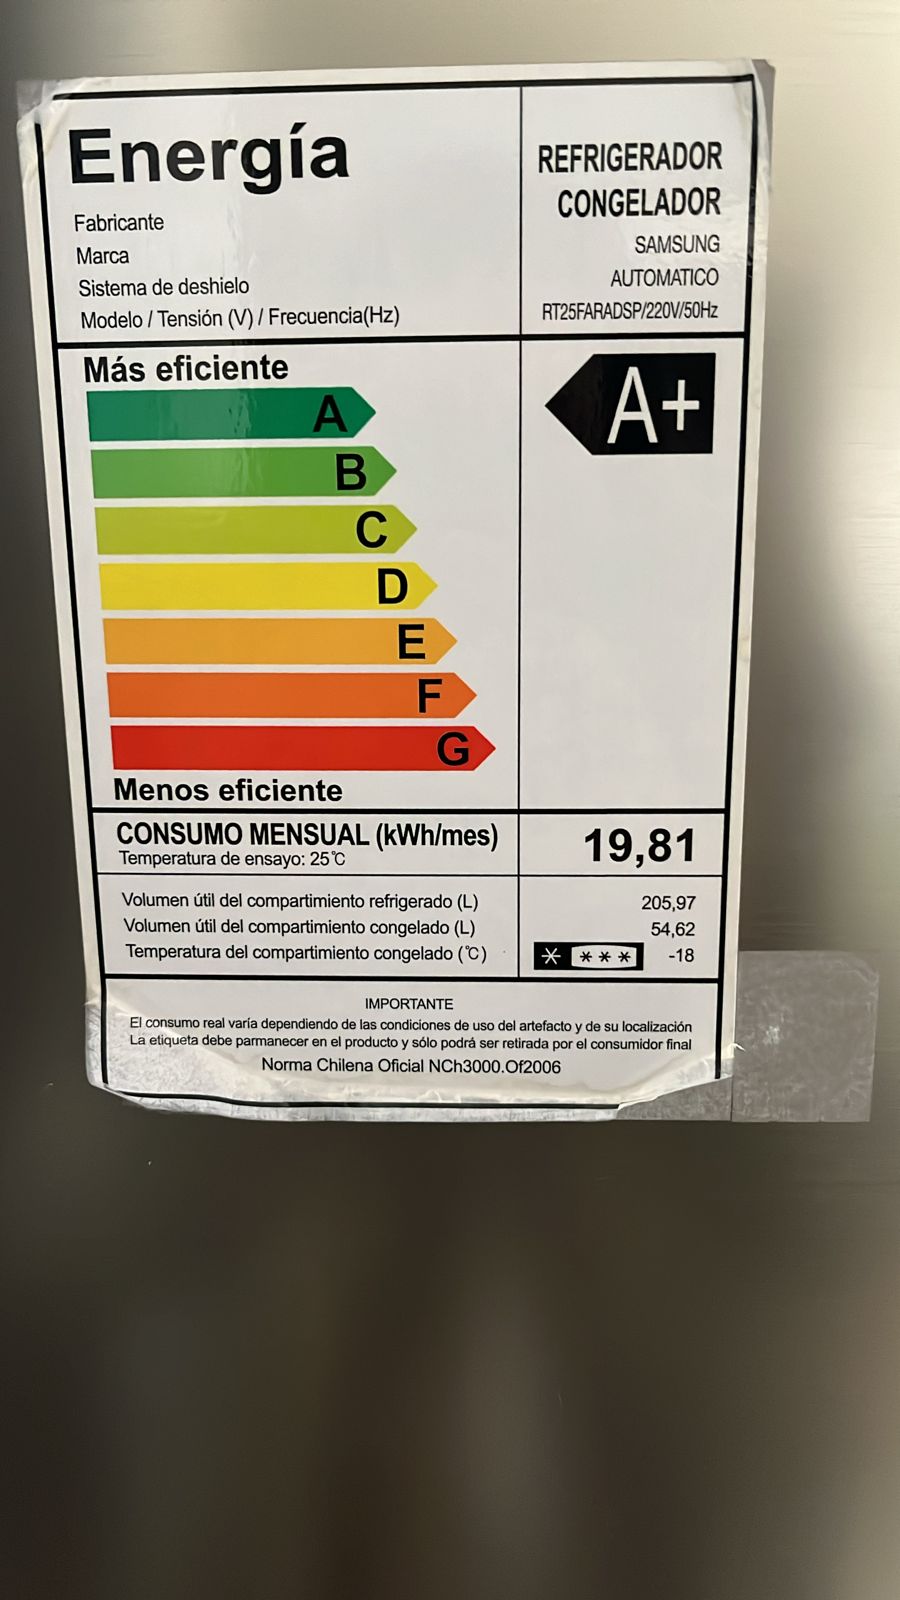 Energía
REFRIGERADOR
CONGELADOR
Fabricante
Marca SAMSUNG
Sistema de deshielo AUTOMATICO
Modelo / Tensión (V) / Frecuencia(Hz) RT25FARADSP/220V/50Hz
Más eficiente
A
A+
B
C
D
E
F
G
Menos eficiente
CONSUMO MENSUAL (kWh/mes) 19,81
Temperatura de ensayo: 25℃
Volumen útil del compartimiento refrigerado (L) 205,97
Volumen útil del compartimiento congelado (L) 54,62
Temperatura del compartimiento congelado (℃) * *** -18
IMPORTANTE
El consumo real varía dependiendo de las condiciones de uso del artefacto y de su localización
La etiqueta debe parmanecer en el producto y sólo podrá ser retirada por el consumidor final
Norma Chilena Oficial NCh3000.Of2006